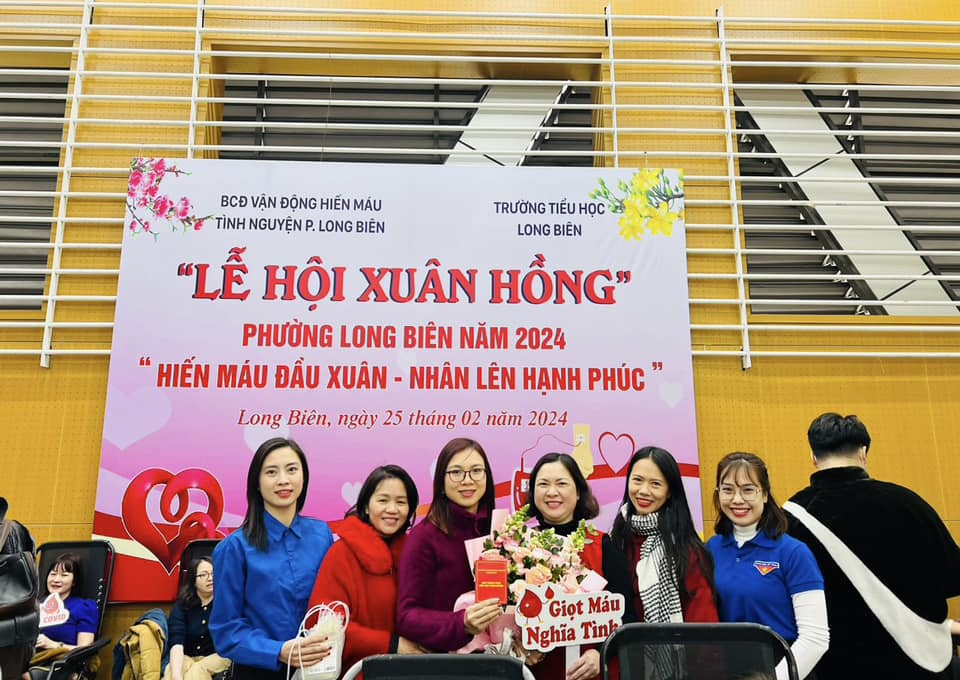 BCĐ VẬN ĐỘNG HIẾN MÁU
TÌNH NGUYỆN P. LONG BIÊN
TRƯỜNG TIỂU HỌC
LONG BIÊN
“LỄ HỘI XUÂN HỒNG”
PHƯỜNG LONG BIÊN NĂM 2024
“ HIẾN MÁU ĐẦU XUÂN - NHÂN LÊN HẠNH PHÚC ”
Long Biên, ngày 25 tháng 02 năm 2024
Giọt Máu
Nghĩa Tình
COVID